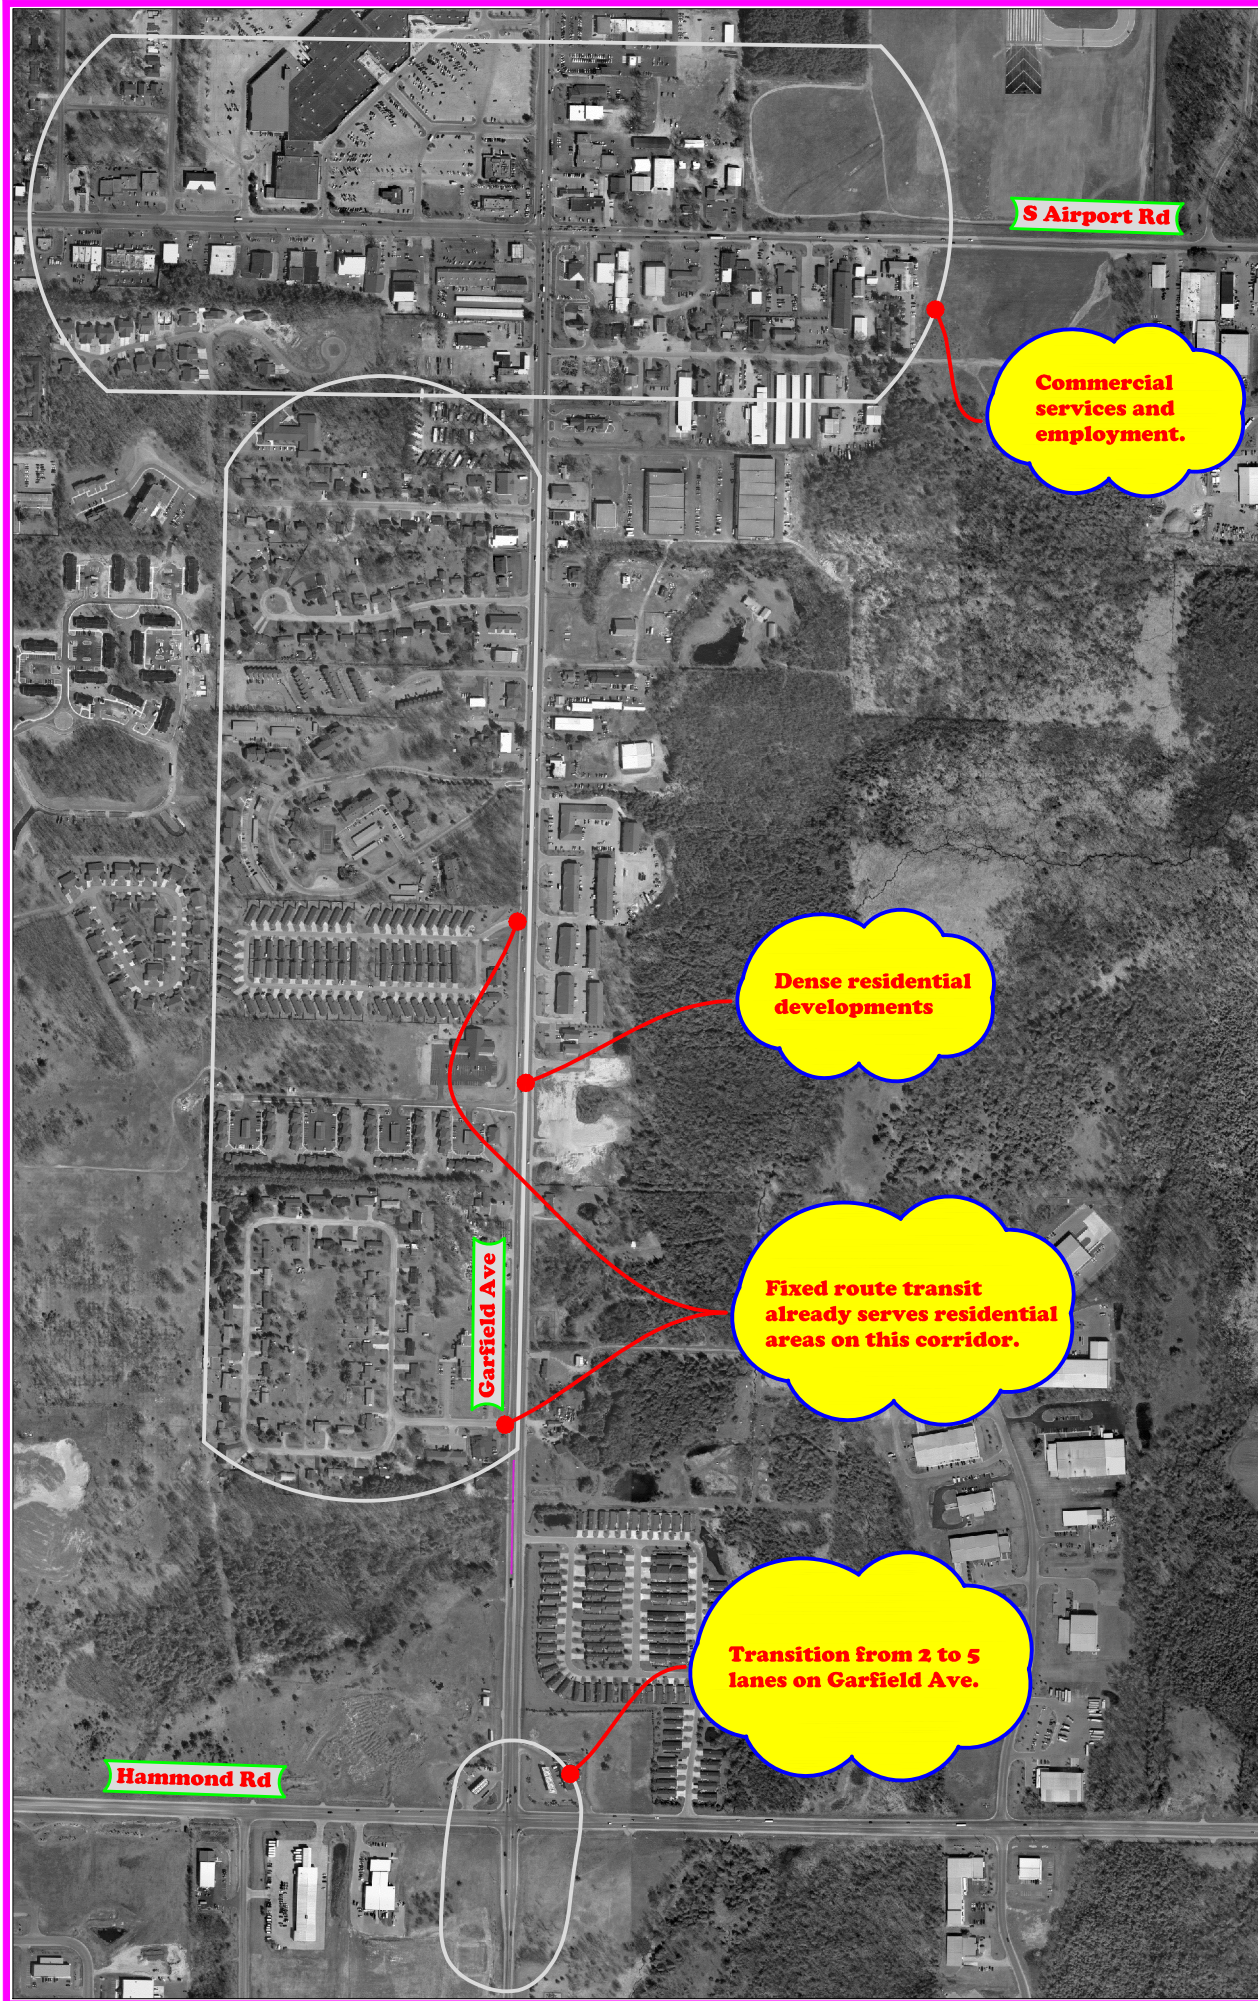 S Airport Rd
Commercial
services and
employment.
Dense residential
developments
Garfield Ave
Fixed route transit
already serves residential
areas on this corridor.
Transition from 2 to 5
lanes on Garfield Ave.
Hammond Rd